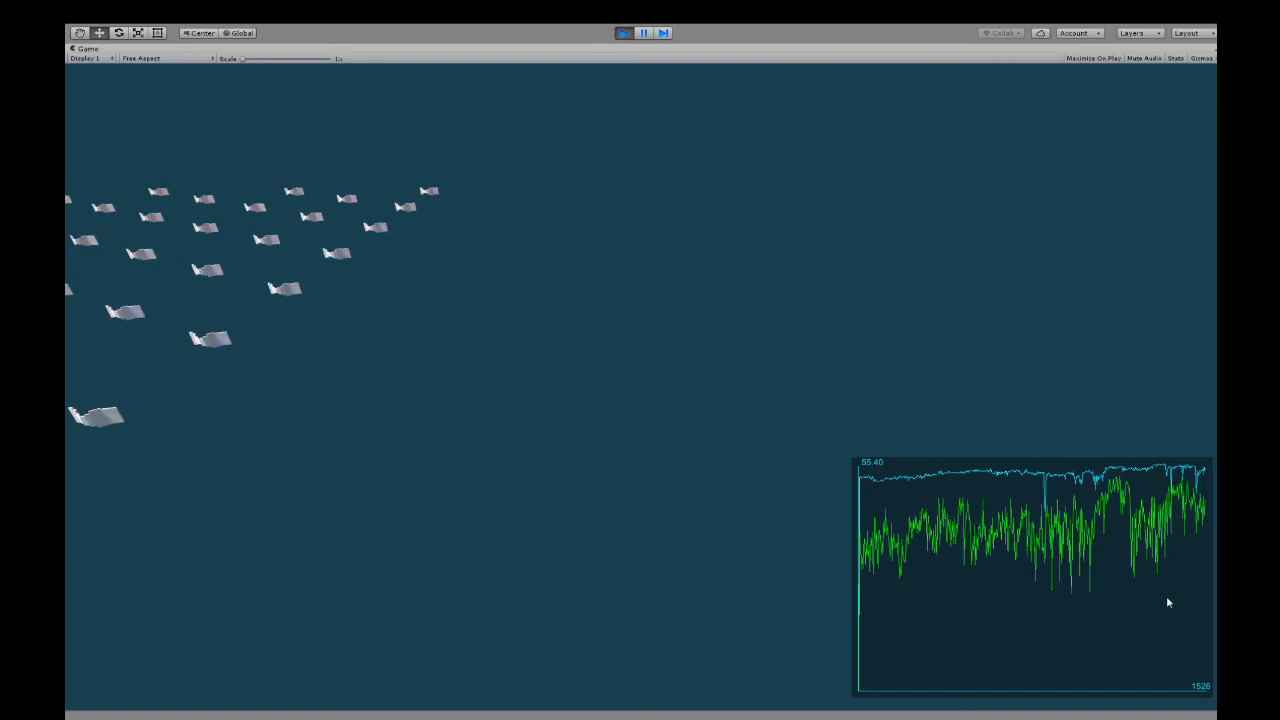 Center Global Collab Account Layers Layout
Game
Display 1 Free Aspect Scale 1x Maximize On Play Mute Audio Stats Gizmos
55.40
1526